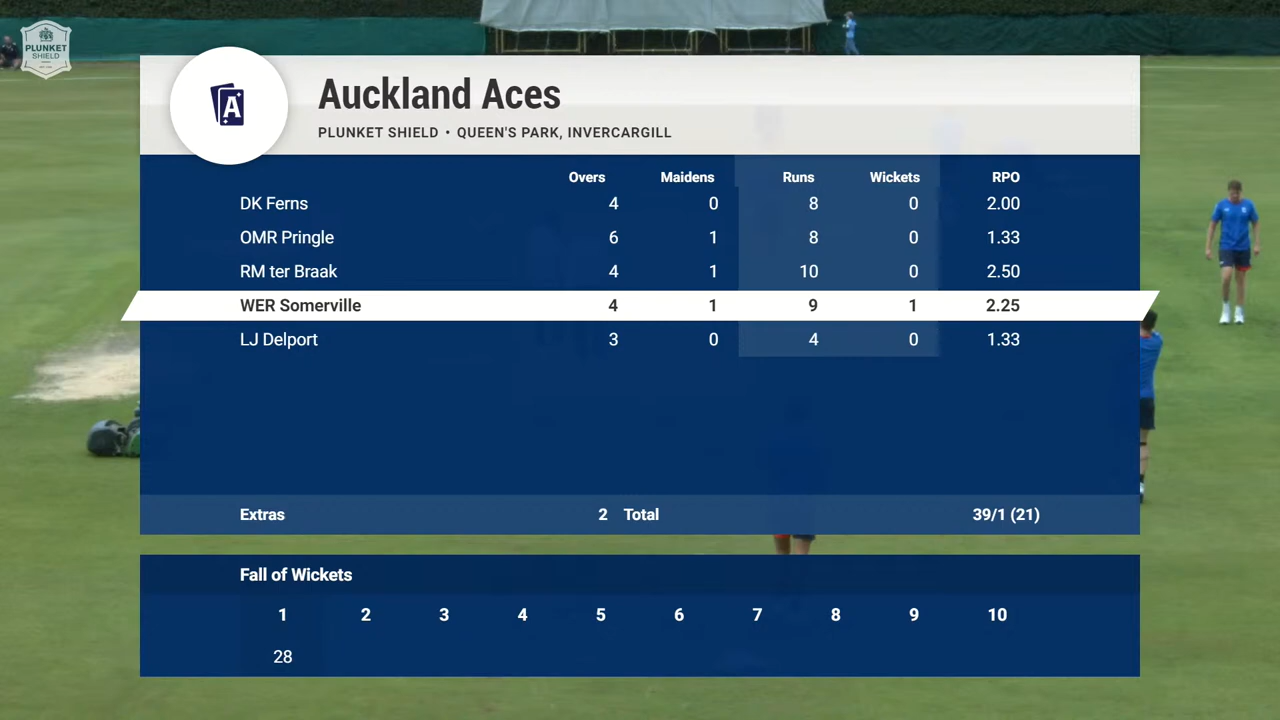 PLUNKET
SHIELD
A
Auckland Aces
PLUNKET SHIELD • QUEEN'S PARK, INVERCARGILL
Overs Maidens Runs Wickets RPO
DK Ferns 4 0 8 0 2.00
OMR Pringle 6 1 8 0 1.33
RM ter Braak 4 1 10 0 2.50
WER Somerville 4 1 9 1 2.25
LJ Delport 3 0 4 0 1.33
Extras 2 Total 39/1 (21)
Fall of Wickets
1 2 3 4 5 6 7 8 9 10
28